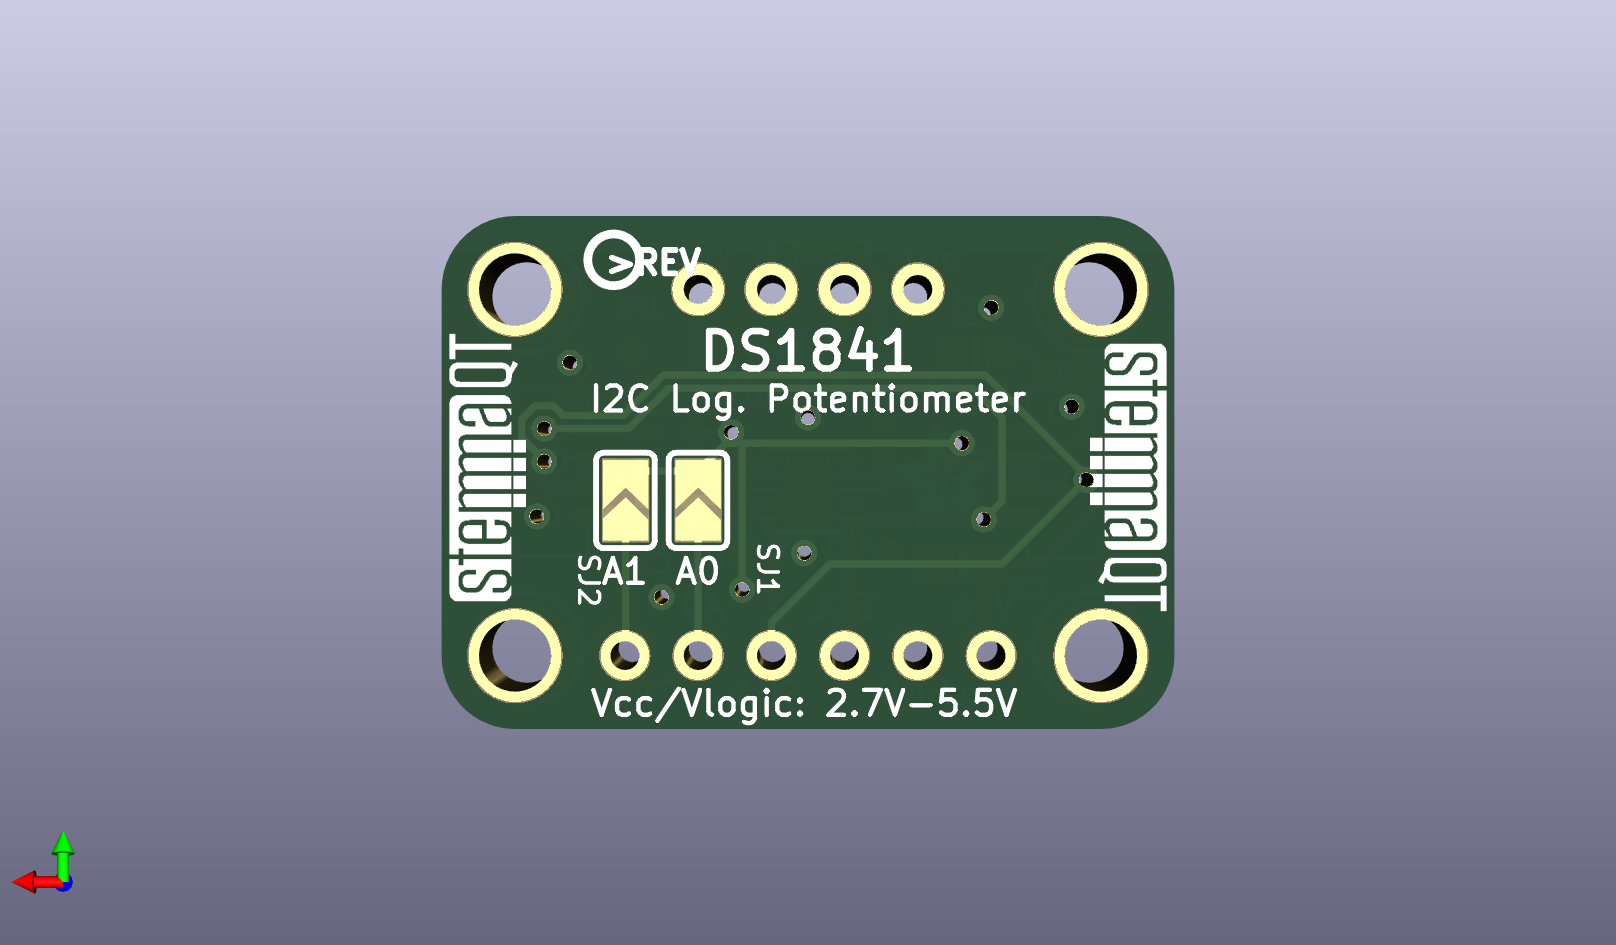 >REV
DS1841
I2C Log. Potentiometer
stemmaQT
stemmaQT
SJ2
A1
A0
SJ1
Vcc/Vlogic: 2.7V-5.5V